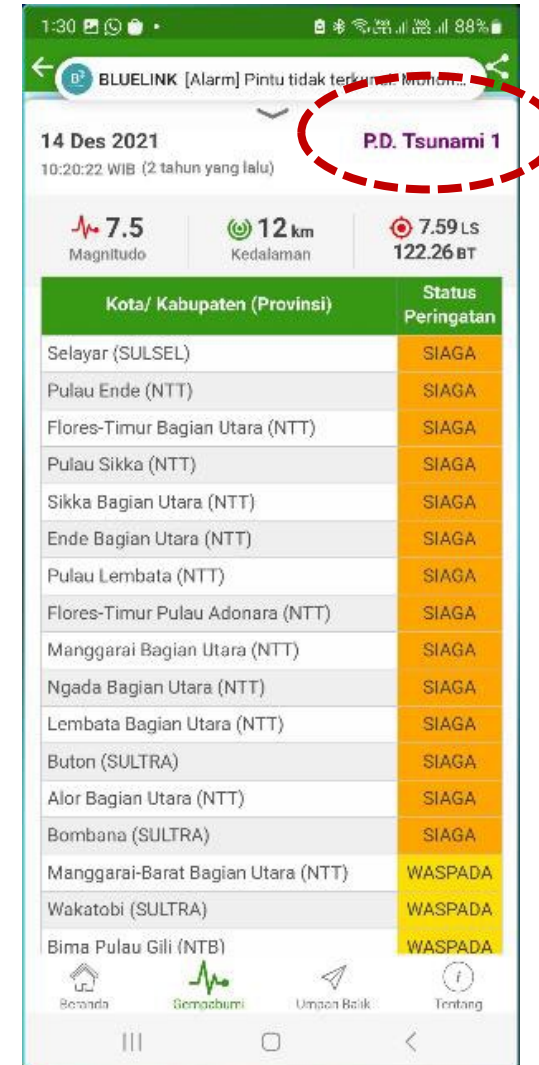 1:30
88%
BLUELINK [Alarm] Pintu tidak terkunci. Mohon...
14 Des 2021
P.D. Tsunami 1
10:20:22 WIB (2 tahun yang lalu)
7.5
12 km
7.59 LS
Magnitudo
Kedalaman
122.26 BT
Kota/ Kabupaten (Provinsi)
Status Peringatan
Selayar (SULSEL) SIAGA
Pulau Ende (NTT) SIAGA
Flores-Timur Bagian Utara (NTT) SIAGA
Pulau Sikka (NTT) SIAGA
Sikka Bagian Utara (NTT) SIAGA
Ende Bagian Utara (NTT) SIAGA
Pulau Lembata (NTT) SIAGA
Flores-Timur Pulau Adonara (NTT) SIAGA
Manggarai Bagian Utara (NTT) SIAGA
Ngada Bagian Utara (NTT) SIAGA
Lembata Bagian Utara (NTT) SIAGA
Buton (SULTRA) SIAGA
Alor Bagian Utara (NTT) SIAGA
Bombana (SULTRA) SIAGA
Manggarai-Barat Bagian Utara (NTT) WASPADA
Wakatobi (SULTRA) WASPADA
Bima Pulau Gili (NTB) WASPADA
Beranda Gempabumi Umpan Balik Tentang